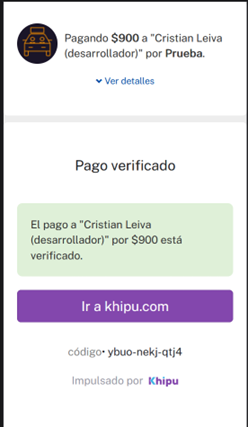 Pagando $900 a "Cristian Leiva
(desarrollador)" por Prueba.
Ver detalles
Pago verificado
El pago a "Cristian Leiva
(desarrollador)" por $900 está
verificado.
Ir a khipu.com
código• ybuo-nekj-qtj4
Impulsado por Khipu